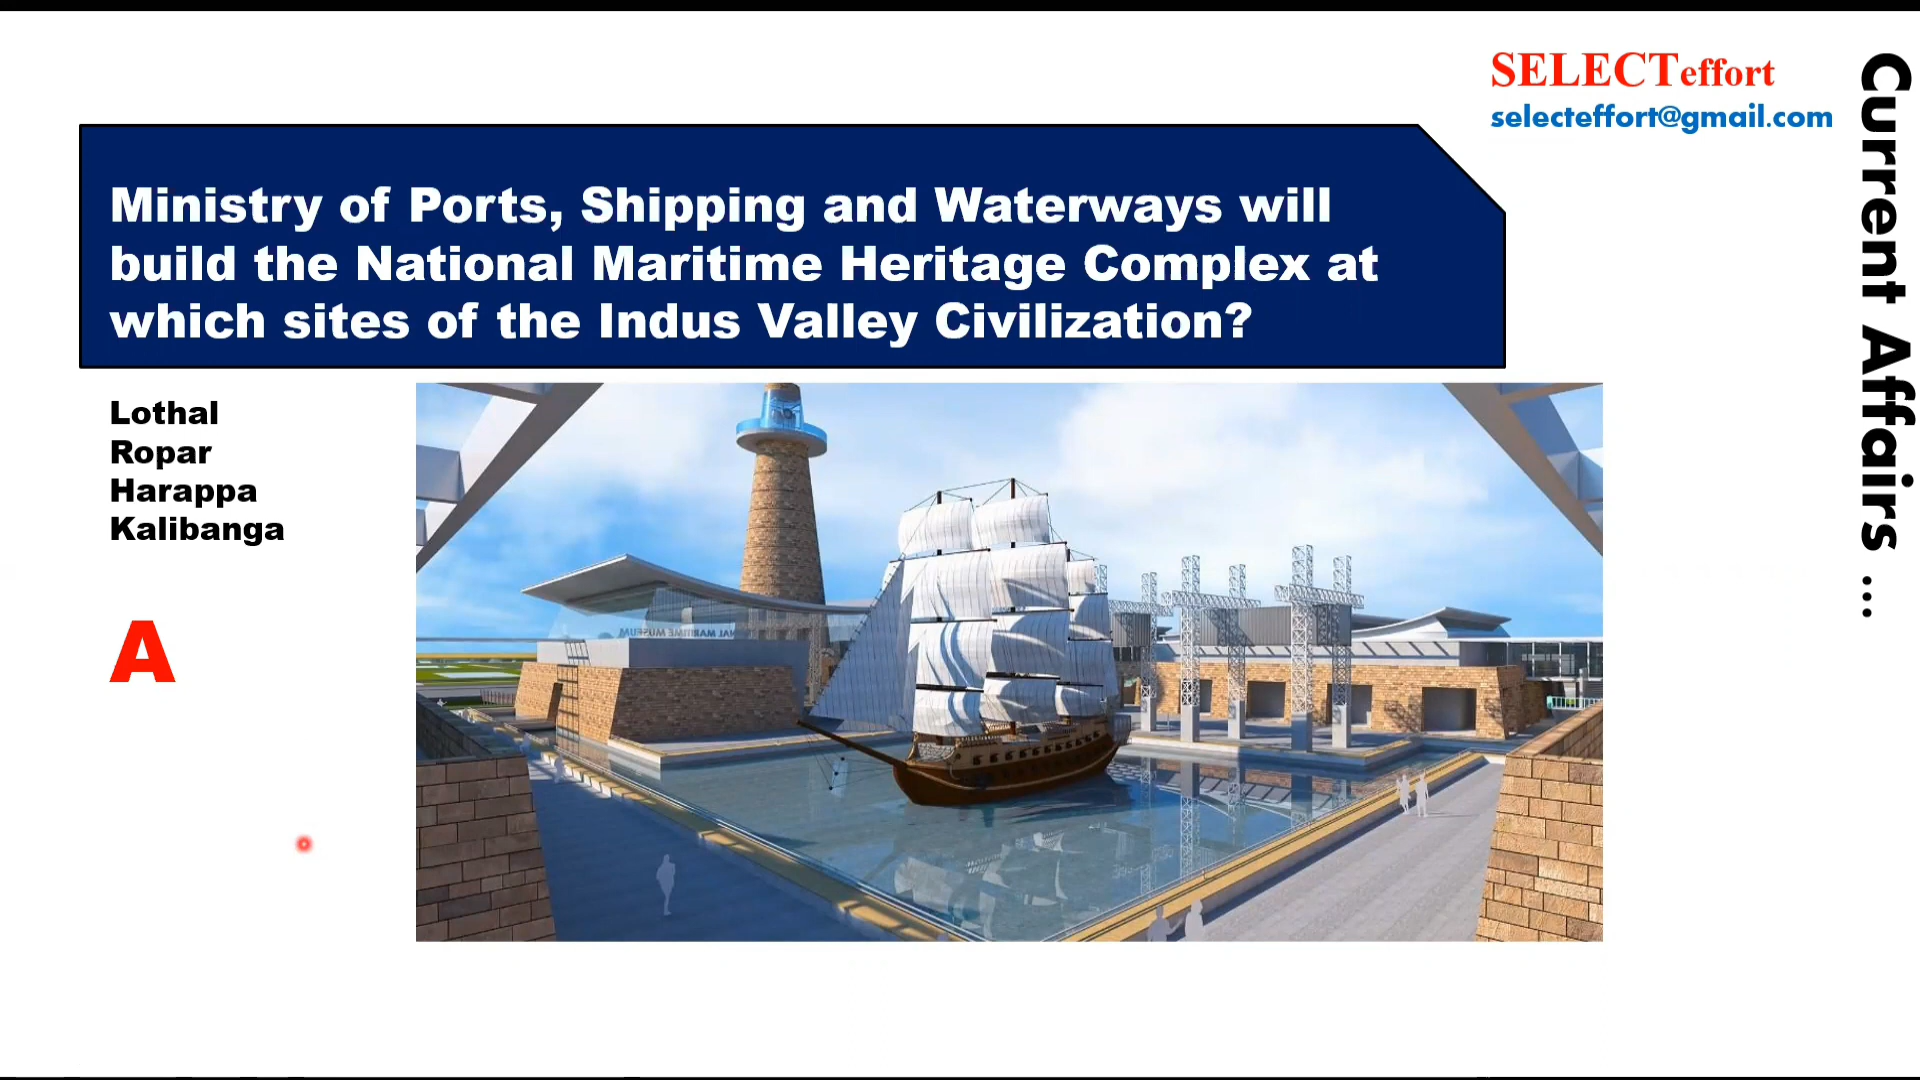 SELECTeffort
selecteffort@gmail.com
Current Affairs ...
Ministry of Ports, Shipping and Waterways will
build the National Maritime Heritage Complex at
which sites of the Indus Valley Civilization?
Lothal
Ropar
Harappa
Kalibanga
A